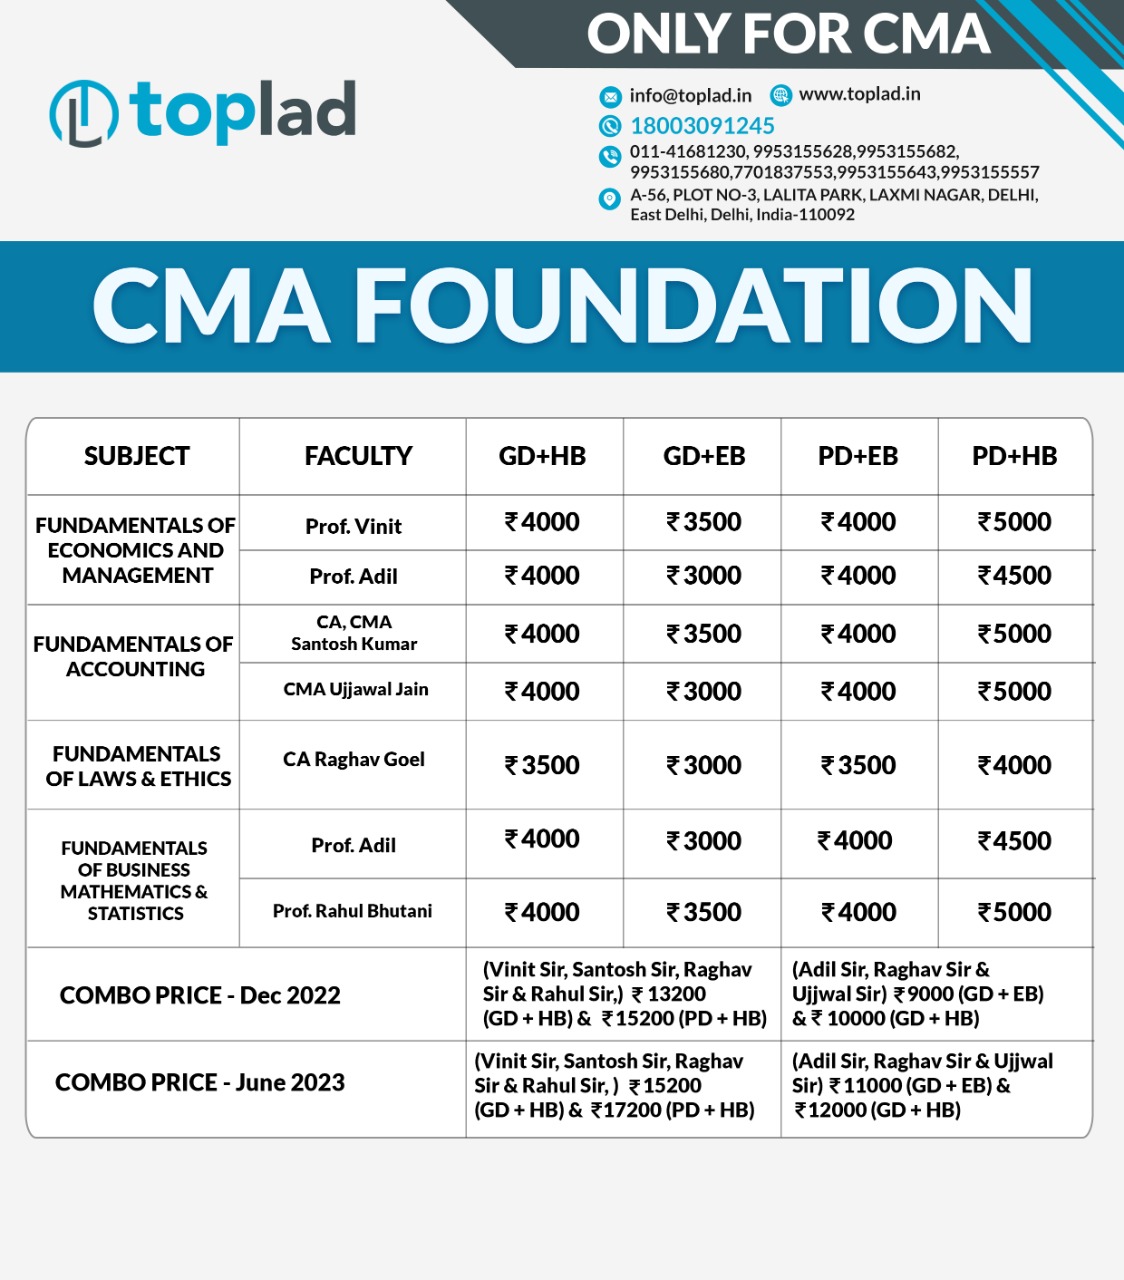 ONLY FOR CMA
toplad
info@toplad.in www.toplad.in
18003091245
011-41681230, 9953155628,9953155682,
9953155680,7701837553,9953155643,9953155557
A-56, PLOT NO-3, LALITA PARK, LAXMI NAGAR, DELHI,
East Delhi, Delhi, India-110092
CMA FOUNDATION
SUBJECT FACULTY GD+HB GD+EB PD+EB PD+HB
FUNDAMENTALS OF
ECONOMICS AND
MANAGEMENT
Prof. Vinit ₹4000 ₹3500 ₹4000 ₹5000
Prof. Adil ₹4000 ₹3000 ₹4000 ₹4500
FUNDAMENTALS OF
ACCOUNTING
CA, CMA
Santosh Kumar
₹4000 ₹3500 ₹4000 ₹5000
CMA Ujjawal Jain ₹4000 ₹3000 ₹4000 ₹5000
FUNDAMENTALS
OF LAWS & ETHICS
CA Raghav Goel ₹3500 ₹3000 ₹3500 ₹4000
FUNDAMENTALS
OF BUSINESS
MATHEMATICS &
STATISTICS
Prof. Adil ₹4000 ₹3000 ₹4000 ₹4500
Prof. Rahul Bhutani ₹4000 ₹3500 ₹4000 ₹5000
COMBO PRICE - Dec 2022
(Vinit Sir, Santosh Sir, Raghav
Sir & Rahul Sir,) ₹ 13200
(GD + HB) & ₹15200 (PD + HB)
(Adil Sir, Raghav Sir &
Ujjwal Sir) ₹9000 (GD + EB)
& ₹ 10000 (GD + HB)
COMBO PRICE - June 2023
(Vinit Sir, Santosh Sir, Raghav
Sir & Rahul Sir, ) ₹15200
(GD + HB) & ₹17200 (PD + HB)
(Adil Sir, Raghav Sir & Ujjwal
Sir) ₹11000 (GD + EB) &
₹12000 (GD + HB)